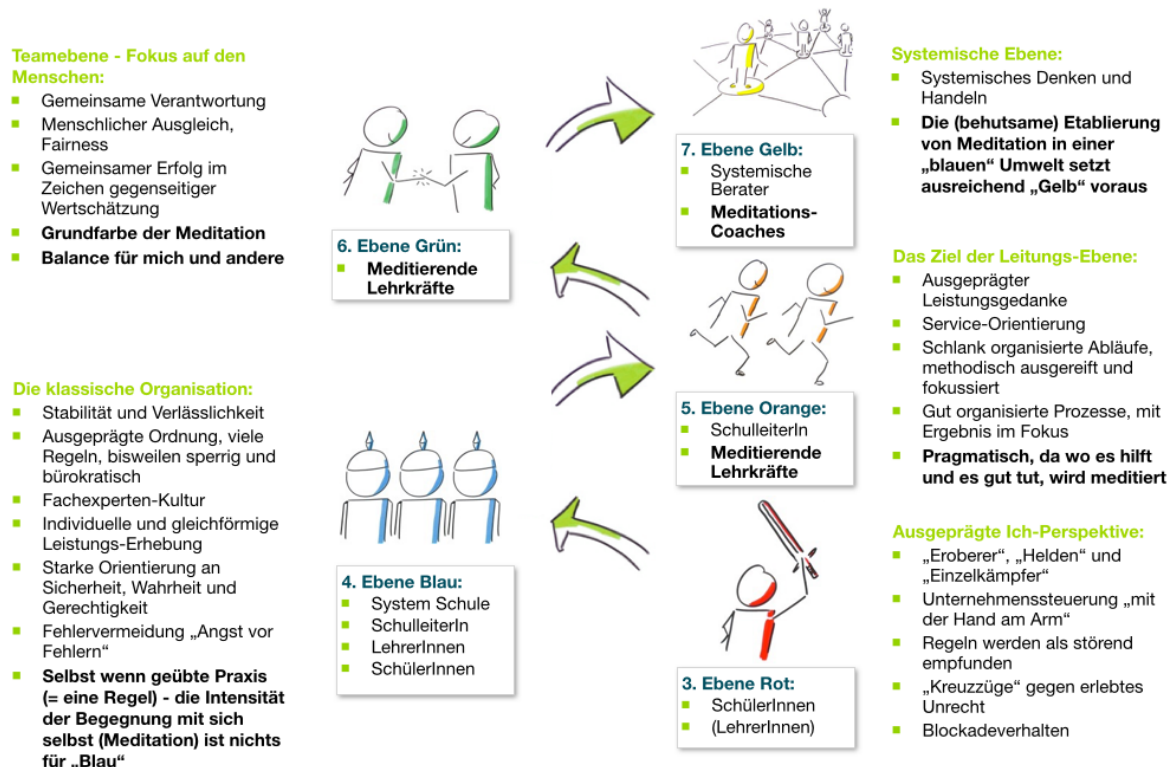 Teamebene - Fokus auf den
Menschen:
Gemeinsame Verantwortung
Menschlicher Ausgleich,
Fairness
Gemeinsamer Erfolg im
Zeichen gegenseitiger
Wertschätzung
Grundfarbe der Meditation
Balance für mich und andere
6. Ebene Grün:
Meditierende
Lehrkräfte
7. Ebene Gelb:
Systemische
Berater
Meditations-
Coaches
Systemische Ebene:
Systemisches Denken und
Handeln
Die (behutsame) Etablierung
von Meditation in einer
„blauen“ Umwelt setzt
ausreichend „Gelb“ voraus
Das Ziel der Leitungs-Ebene:
Ausgeprägter
Leistungsgedanke
Service-Orientierung
Schlank organisierte Abläufe,
methodisch ausgereift und
fokussiert
Gut organisierte Prozesse, mit
Ergebnis im Fokus
Pragmatisch, da wo es hilft
und es gut tut, wird meditiert
5. Ebene Orange:
SchulleiterIn
Meditierende
Lehrkräfte
Die klassische Organisation:
Stabilität und Verlässlichkeit
Ausgeprägte Ordnung, viele
Regeln, bisweilen sperrig und
bürokratisch
Fachexperten-Kultur
Individuelle und gleichförmige
Leistungs-Erhebung
Starke Orientierung an
Sicherheit, Wahrheit und
Gerechtigkeit
Fehlervermeidung „Angst vor
Fehlern“
Selbst wenn geübte Praxis
(= eine Regel) - die Intensität
der Begegnung mit sich
selbst (Meditation) ist nichts
für „Blau“
4. Ebene Blau:
System Schule
SchulleiterIn
LehrerInnen
SchülerInnen
3. Ebene Rot:
SchülerInnen
(LehrerInnen)
Ausgeprägte Ich-Perspektive:
„Eroberer“, „Helden“ und
„Einzelkämpfer“
Unternehmenssteuerung „mit
der Hand am Arm“
Regeln werden als störend
empfunden
„Kreuzzüge“ gegen erlebtes
Unrecht
Blockadeverhalten